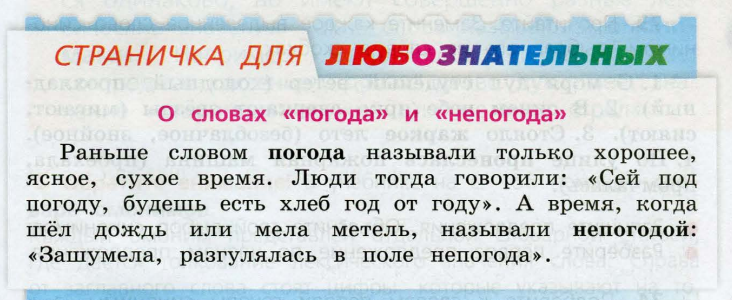 СТРАНИЧКА ДЛЯ ЛЮБОЗНАТЕЛЬНЫХ
О словах «погода» и «непогода»
Раньше словом погода называли только хорошее,
ясное, сухое время. Люди тогда говорили: «Сей под
погоду, будешь есть хлеб год от году». А время, когда
шёл дождь или мела метель, называли непогодой:
«Зашумела, разгулялась в поле непогода».